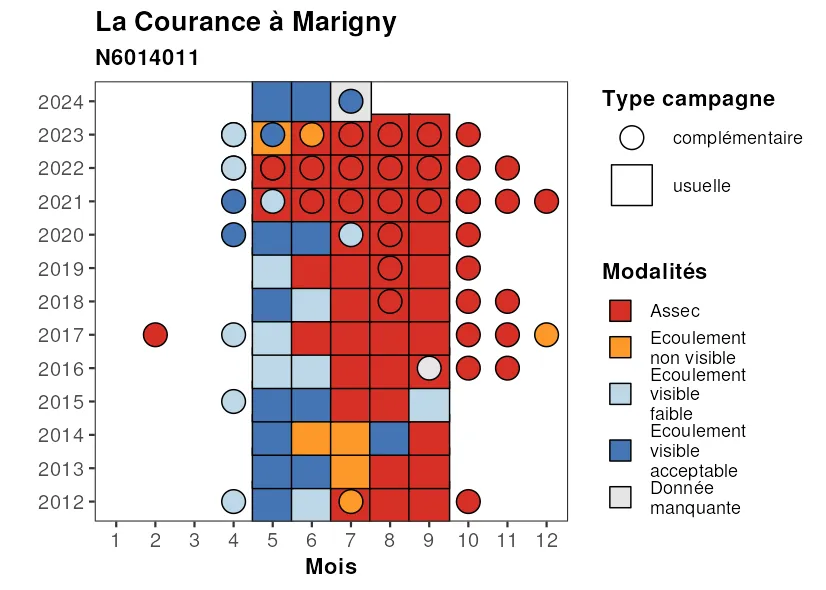 La Courance à Marigny
N6014011
2024
2023
2022
2021
2020
2019
2018
2017
2016
2015
2014
2013
2012
1 2 3 4 5 6 7 8 9 10 11 12
Mois
Type campagne
complémentaire
usuelle
Modalités
Assec
Ecoulement
non visible
Ecoulement
visible
faible
Ecoulement
visible
acceptable
Donnée
manquante